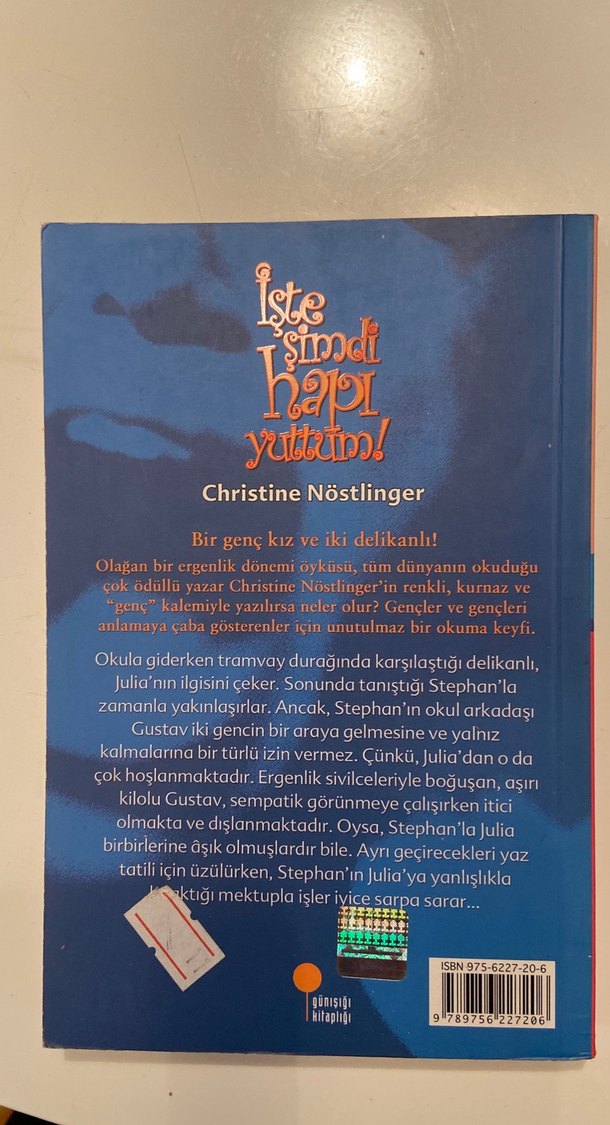 İşte
şimdi
hapı
yuttum!
Christine Nöstlinger
Bir genç kız ve iki delikanlı!
Olağan bir ergenlik dönemi öyküsü, tüm dünyanın okuduğu
çok ödüllü yazar Christine Nöstlinger’in renkli, kurnaz ve
“genç” kalemiyle yazılırsa neler olur? Gençler ve gençleri
anlamaya çaba gösterenler için unutulmaz bir okuma keyfi.
Okula giderken tramvay durağında karşılaştığı delikanlı,
Julia’nın ilgisini çeker. Sonunda tanıştığı Stephan’la
zamanla yakınlaşırlar. Ancak, Stephan’ın okul arkadaşı
Gustav iki gencin bir araya gelmesine ve yalnız
kalmalarına bir türlü izin vermez. Çünkü, Julia’dan o da
çok hoşlanmaktadır. Ergenlik sivilceleriyle boğuşan, aşırı
kilolu Gustav, sempatik görünmeye çalışırken itici
olmakta ve dışlanmaktadır. Oysa, Stephan’la Julia
birbirlerine âşık olmuşlardır bile. Ayrı geçirecekleri yaz
tatili için üzülürken, Stephan’ın Julia’ya yanlışlıkla
mektupla işler iyice sarpa sarar...
günışığı
kitaplığı
ISBN 975-6227-20-6
9 789756 227206